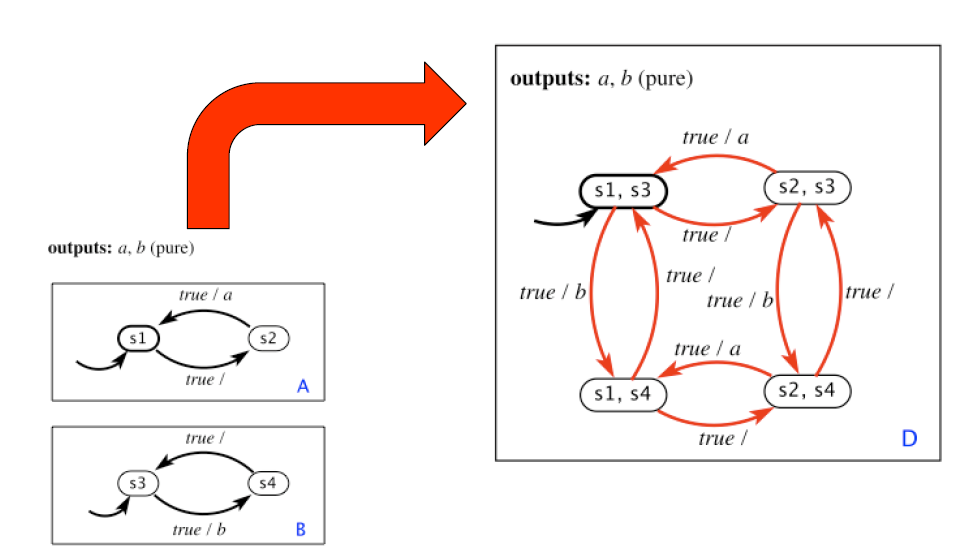 outputs: a, b (pure)
true / a
s1
s2
true /
A
true /
s3
s4
true / b
B
outputs: a, b (pure)
true / a
s1, s3
s2, s3
true /
true /
true / b
true / b
true /
true / a
s1, s4
s2, s4
true /
D